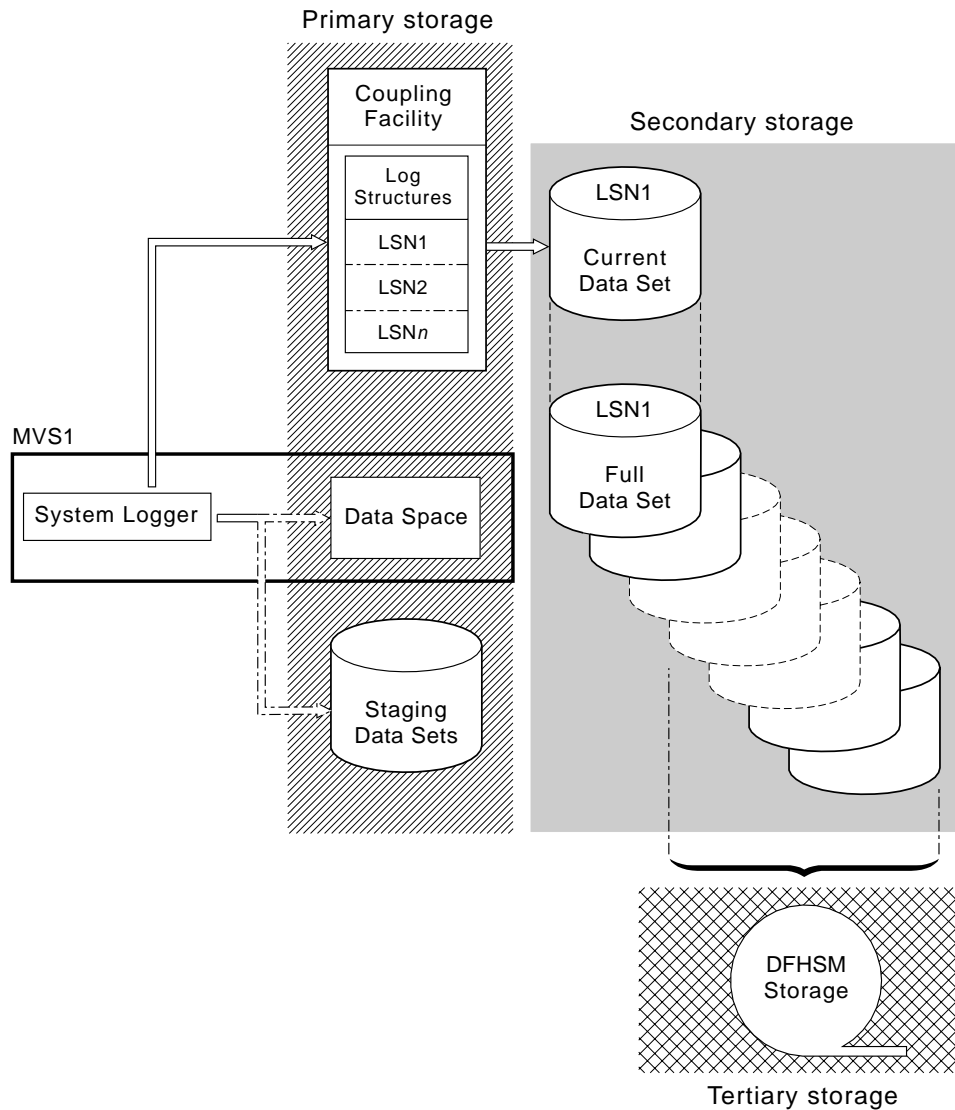 Primary storage
Coupling
Facility
Log
Structures
LSN1
LSN2
LSNn
Secondary storage
LSN1
Current
Data Set
LSN1
Full
Data Set
MVS1
System Logger
Data Space
Staging
Data Sets
DFHSM
Storage
Tertiary storage